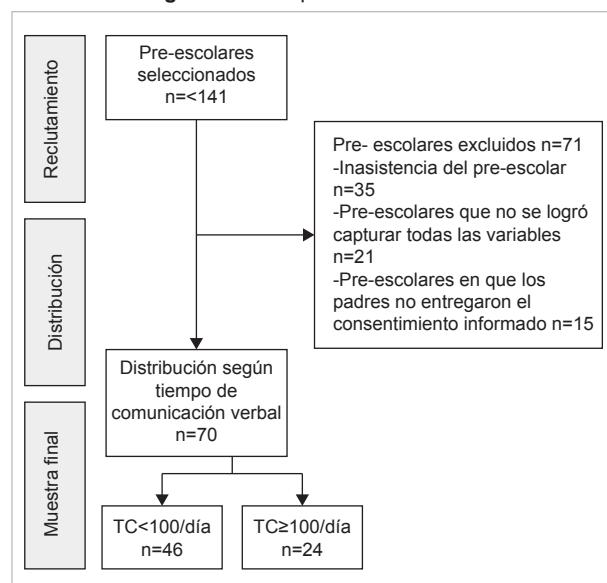 Reclutamiento
Pre-escolares
seleccionados
n=<141
Pre- escolares excluidos n=71
-Inasistencia del pre-escolar
n=35
-Pre-escolares que no se logró
capturar todas las variables
n=21
-Pre-escolares en que los
padres no entregaron el
consentimiento informado n=15
Distribución
Distribución según
tiempo de
comunicación verbal
n=70
Muestra final
TC<100/día
n=46
TC≥100/día
n=24